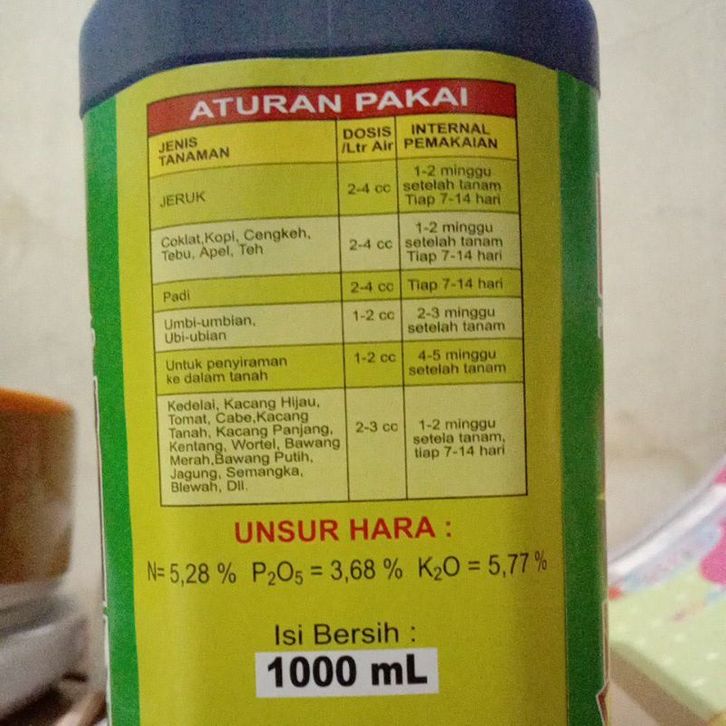 ATURAN PAKAI
JENIS
TANAMAN
DOSIS
/Ltr Air
INTERNAL
PEMAKAIAN
JERUK
2-4 cc
1-2 minggu
setelah tanam
Tiap 7-14 hari
Coklat,Kopi, Cengkeh,
Tebu, Apel, Teh
2-4 cc
1-2 minggu
setelah tanam
Tiap 7-14 hari
Padi
2-4 cc
Tiap 7-14 hari
Umbi-umbian,
Ubi-ubian
1-2 cc
2-3 minggu
setelah tanam
Untuk penyiraman
ke dalam tanah
1-2 cc
4-5 minggu
setelah tanam
Kedelai, Kacang Hijau,
Tomat, Cabe,Kacang
Tanah, Kacang Panjang,
Kentang, Wortel, Bawang
Merah,Bawang Putih,
Jagung, Semangka,
Blewah, Dll.
2-3 cc
1-2 minggu
setela tanam,
tiap 7-14 hari
UNSUR HARA :
N= 5,28 % P₂O₅ = 3,68 % K₂O = 5,77 %
Isi Bersih :
1000 mL